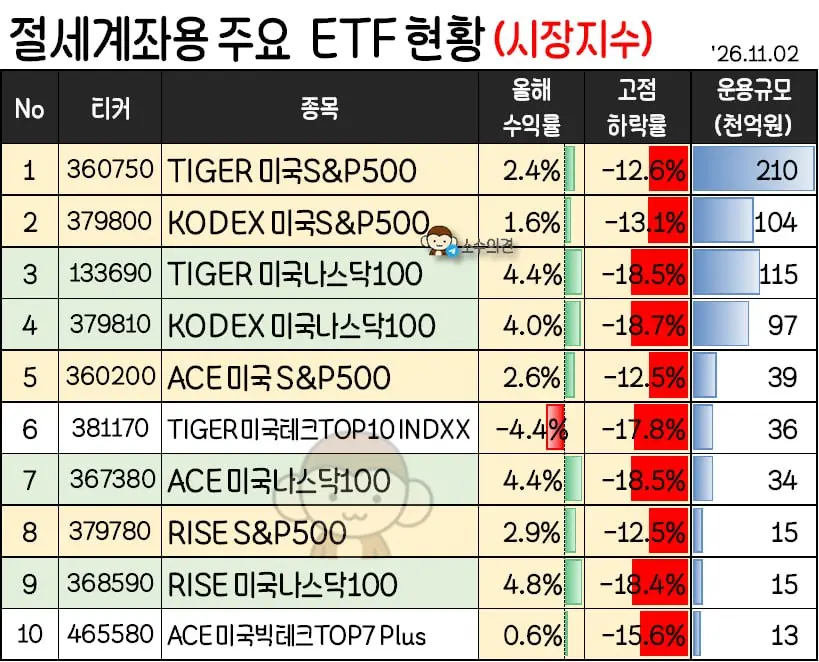 절세계좌용 주요 ETF 현황 (시장지수) '26.11.02
No 티커 종목 올해 수익률 고점 하락률 운용규모 (천억원)
1 360750 TIGER 미국S&P500 2.4% -12.6% 210
2 379800 KODEX 미국S&P500 1.6% -13.1% 104
소수의견
3 133690 TIGER 미국나스닥100 4.4% -18.5% 115
4 379810 KODEX 미국나스닥100 4.0% -18.7% 97
5 360200 ACE 미국 S&P500 2.6% -12.5% 39
6 381170 TIGER미국테크TOP10 INDXX -4.4% -17.8% 36
7 367380 ACE 미국나스닥100 4.4% -18.5% 34
8 379780 RISE S&P500 2.9% -12.5% 15
9 368590 RISE 미국나스닥100 4.8% -18.4% 15
10 465580 ACE 미국빅테크TOP7 Plus 0.6% -15.6% 13